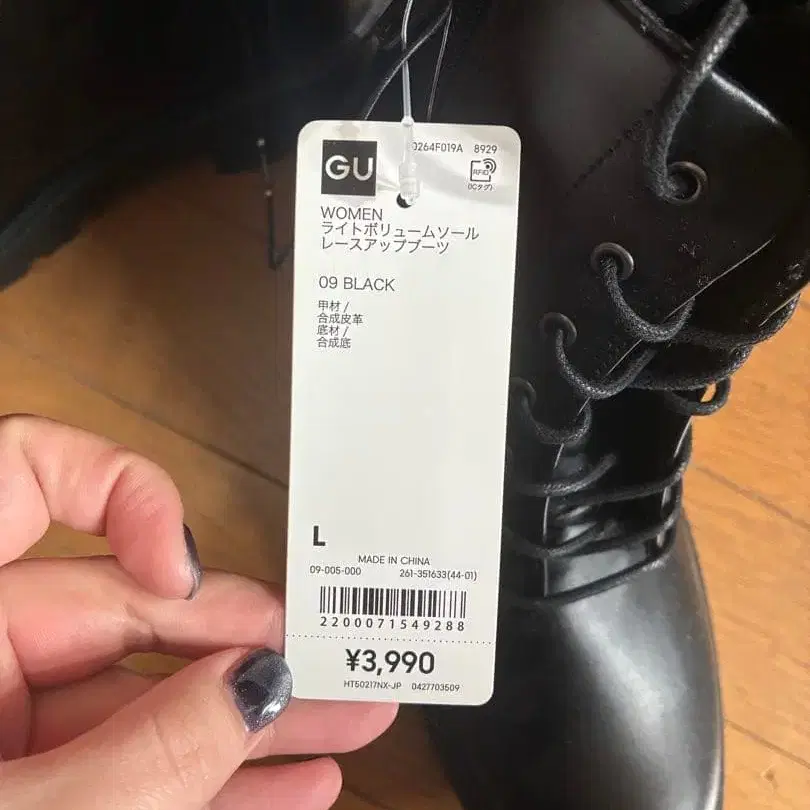 GU
0264F019A 8929
RFID
(ICタグ)
WOMEN
ライトボリュームソール
レースアップブーツ
09 BLACK
甲材 /
合成皮革
底材 /
合成底
L
MADE IN CHINA
09-005-000 261-351633(44-01)
2200071549288
¥3,990
HT50217NX-JP 0427703509